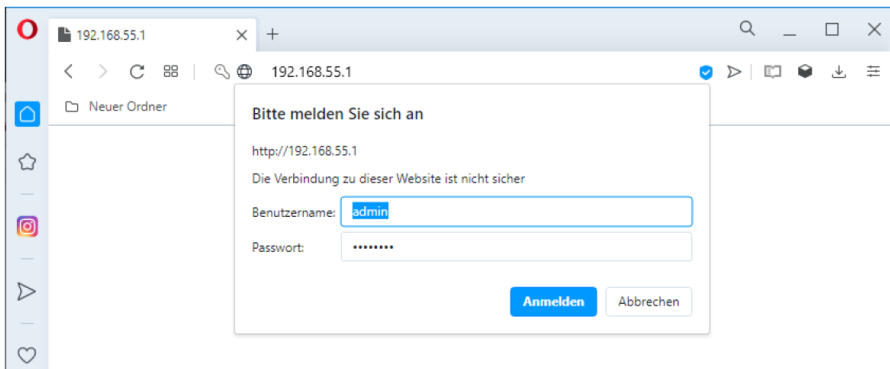 192.168.55.1
192.168.55.1
Neuer Ordner
Bitte melden Sie sich an
http://192.168.55.1
Die Verbindung zu dieser Website ist nicht sicher
Benutzername: admin
Passwort: ••••••••
Anmelden Abbrechen